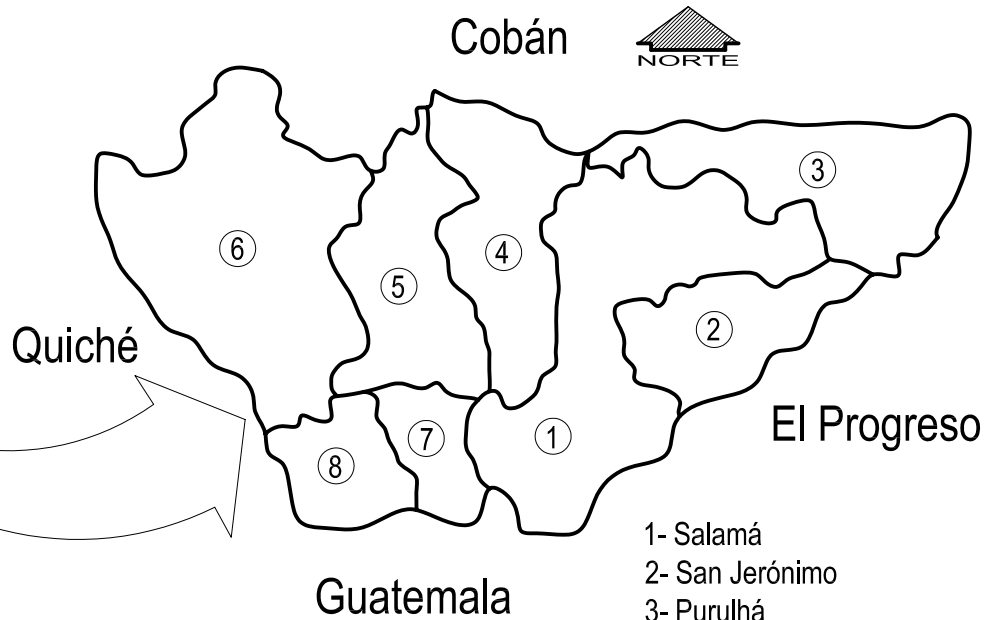 Cobán
NORTE
3
6
4
5
2
Quiché
El Progreso
7
1
8
1- Salamá
2- San Jerónimo
Guatemala
3- Purulhá